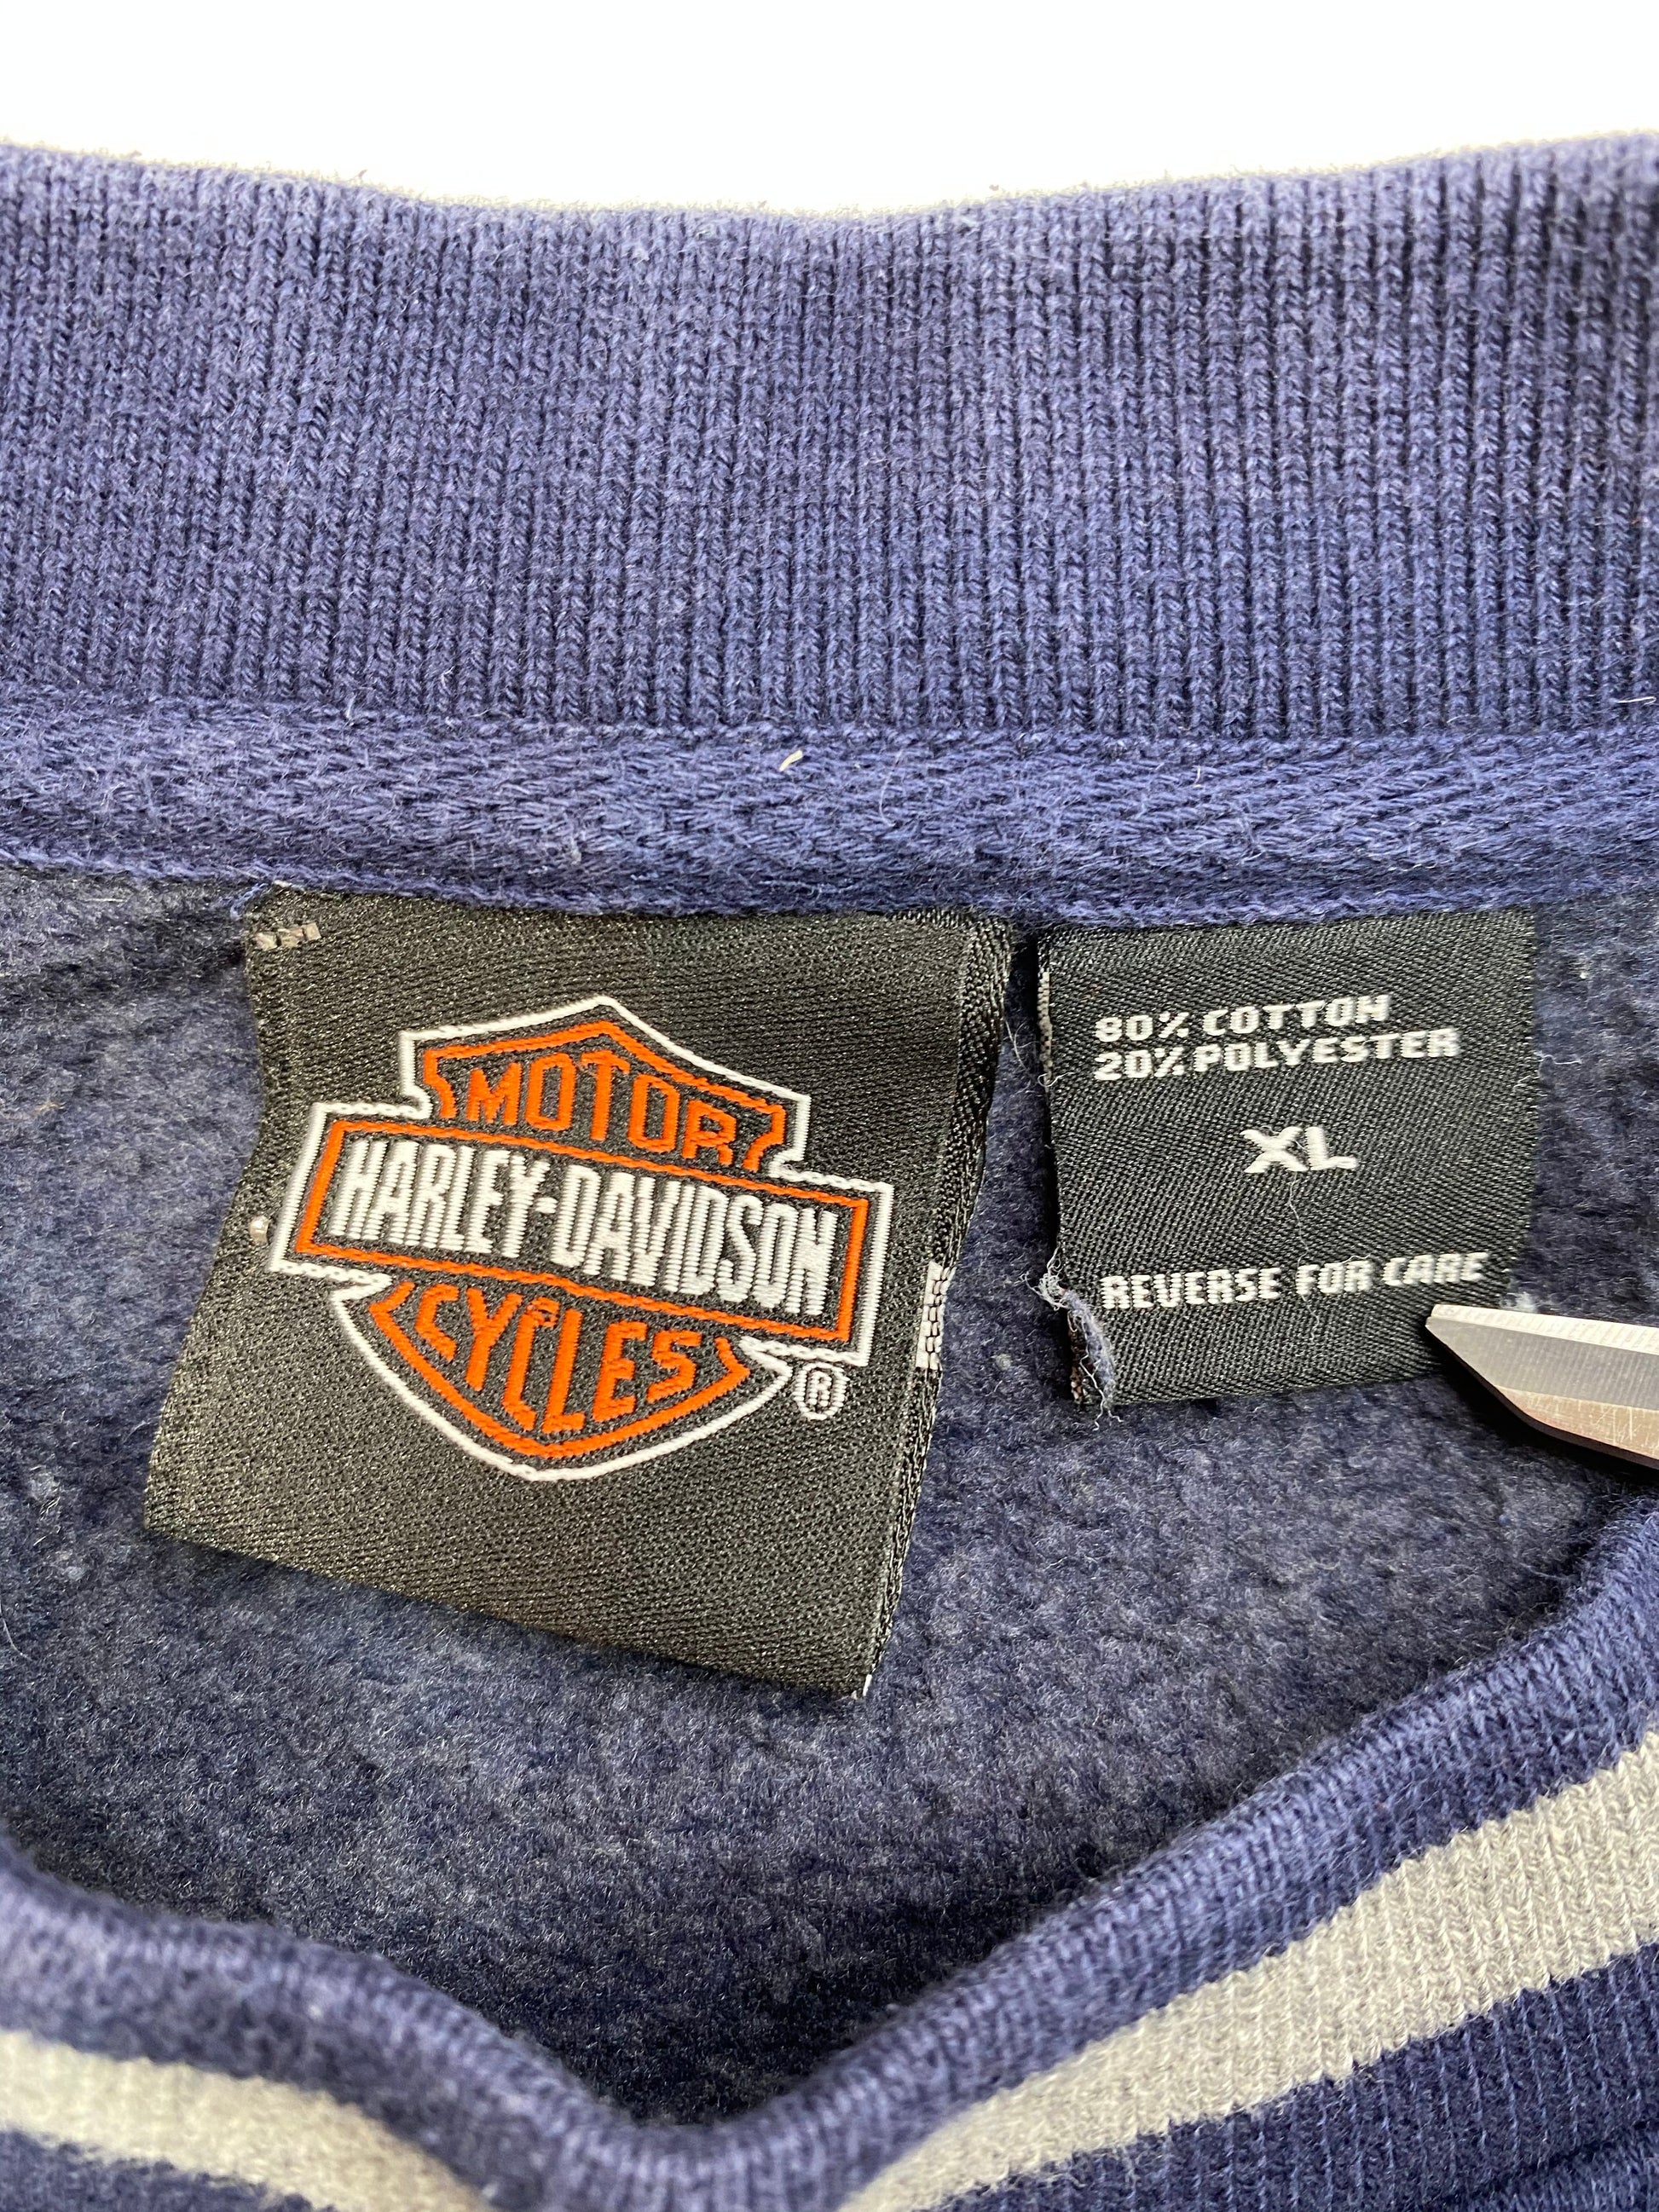 MOTOR
HARLEY-DAVIDSON
CYCLES
®
80% COTTON
20% POLYESTER
XL
REVERSE FOR CARE